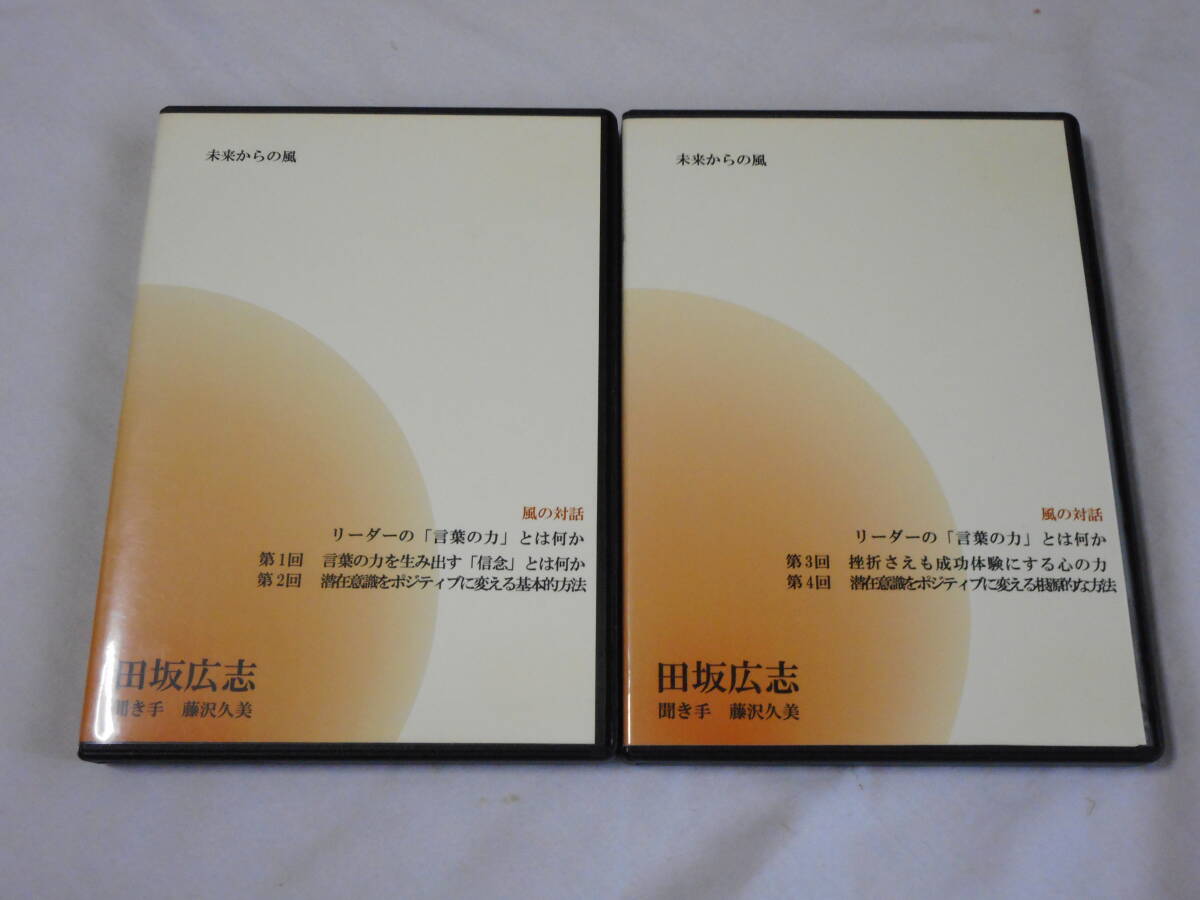 未来からの風
風の対話
リーダーの「言葉の力」とは何か
第1回 言葉の力を生み出す「信念」とは何か
第2回 潜在意識をポジティブに変える基本的方法
田坂広志
聞き手 藤沢久美
未来からの風
風の対話
リーダーの「言葉の力」とは何か
第3回 挫折さえも成功体験にする心の力
第4回 潜在意識をポジティブに変える根源的な方法
田坂広志
聞き手 藤沢久美